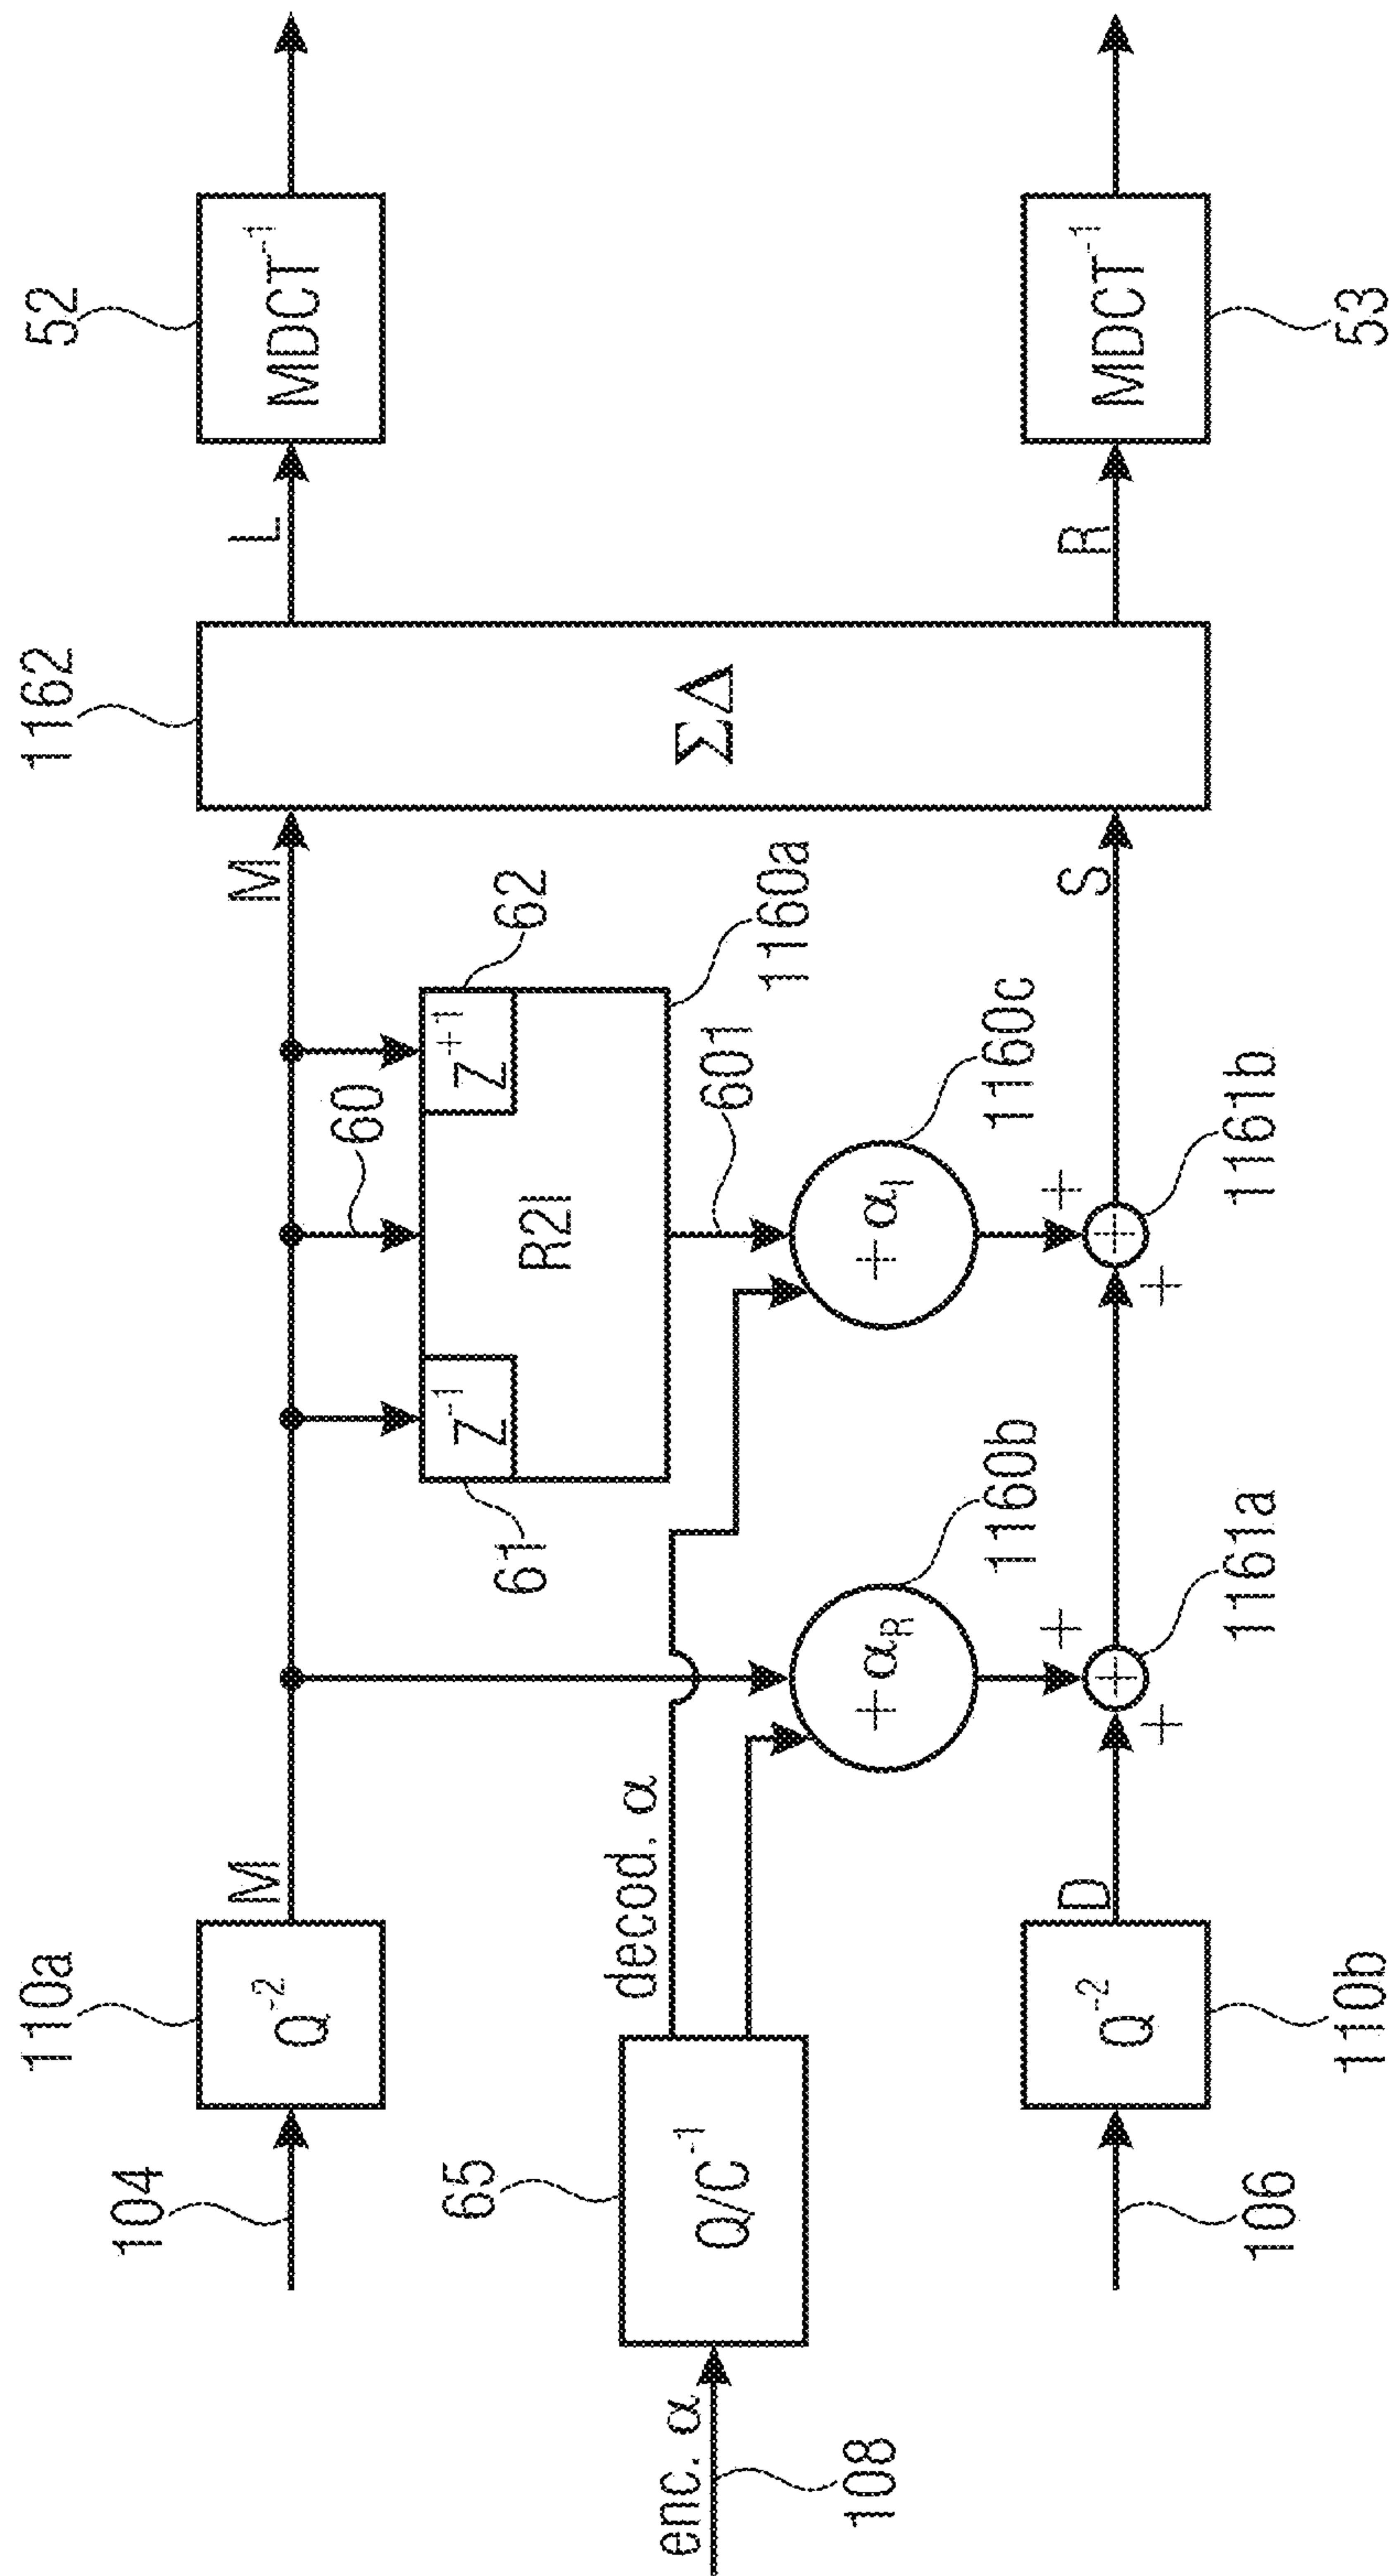 110a
1162
52
104
Q⁻²
M
M
L
MDCT⁻¹
60
61
Z⁻¹
R2I
Z⁺¹
62
1160a
601
enc. α
108
65
Q/C⁻¹
decod. α
+ α_R
1160b
+ α_I
1160c
ΣΔ
+
+
+
1161a
+
+
+
1161b
106
Q⁻²
110b
D
S
R
MDCT⁻¹
53